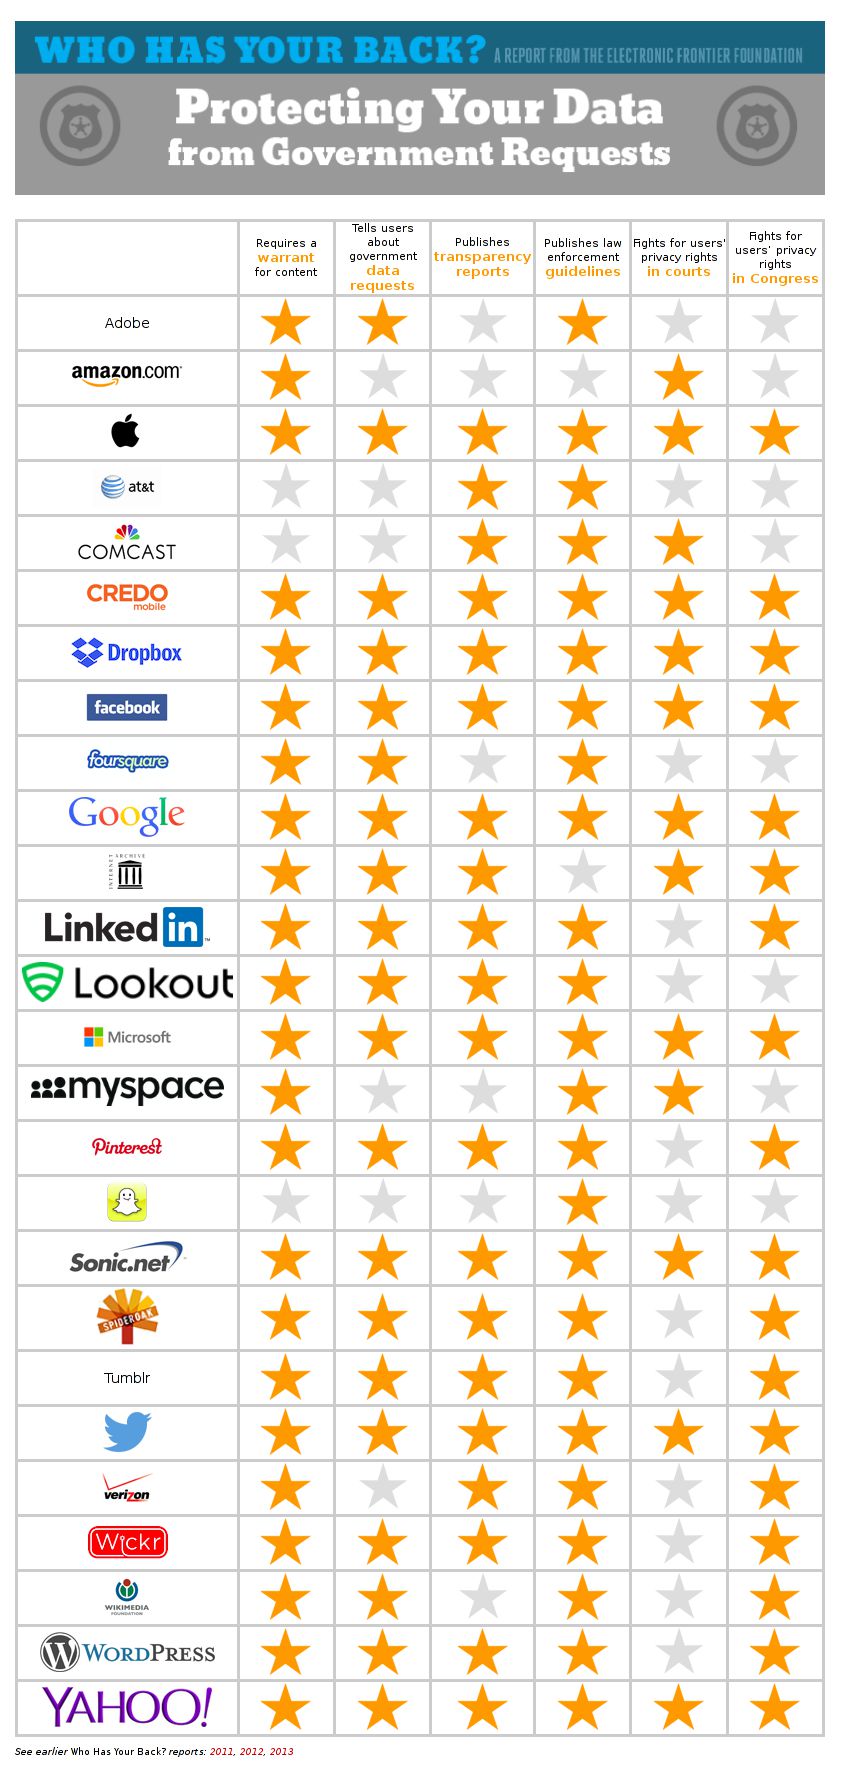 WHO HAS YOUR BACK? A REPORT FROM THE ELECTRONIC FRONTIER FOUNDATION
Protecting Your Data
from Government Requests
Requires a
warrant
for content
Tells users
about
government
data
requests
Publishes
transparency
reports
Publishes law
enforcement
guidelines
Fights for users'
privacy rights
in courts
Fights for
users' privacy
rights
in Congress
Adobe
amazon.com
at&t
COMCAST
CREDO
mobile
Dropbox
facebook
foursquare
Google
INTERNET ARCHIVE
Linked in ™
Lookout
Microsoft
myspace
Pinterest
Sonic.net
SPIDEROAK
Tumblr
verizon
Wickr
WIKIMEDIA
FOUNDATION
WORDPRESS
YAHOO!
See earlier Who Has Your Back? reports: 2011, 2012, 2013